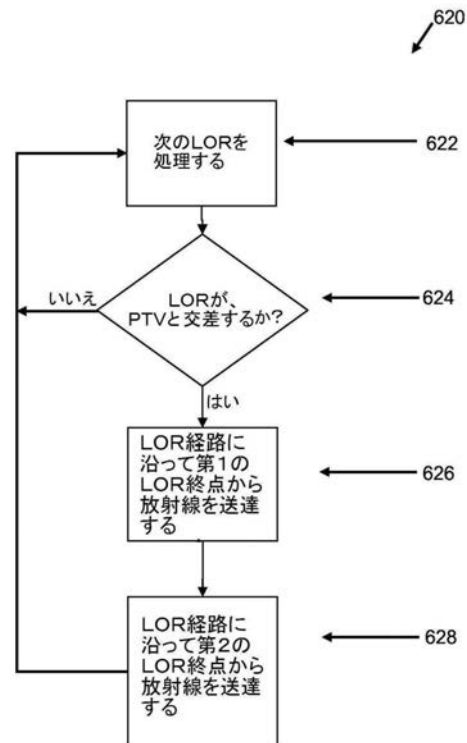 620
次のLORを
処理する
622
LORが、
PTVと交差するか?
624
いいえ
はい
LOR経路に
沿って第1の
LOR終点から
放射線を送達
する
626
LOR経路に
沿って第2の
LOR終点から
放射線を送達
する
628